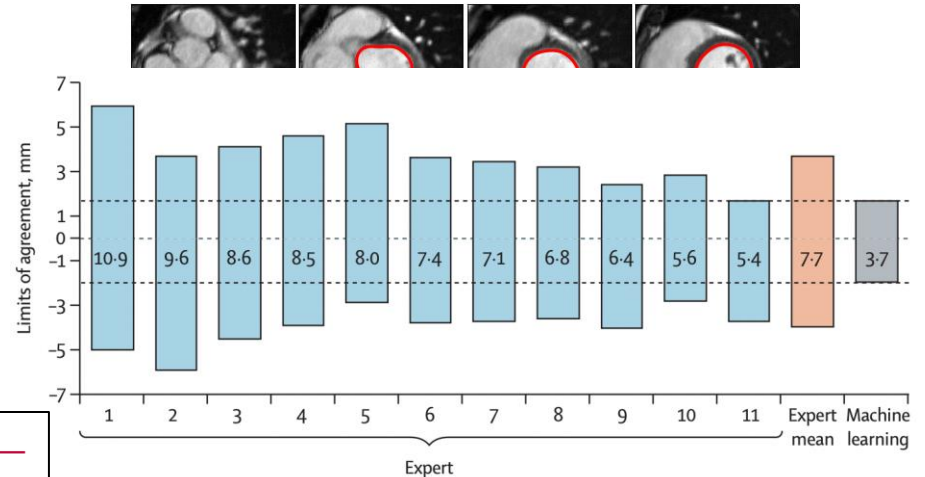 Limits of agreement, mm
7
5
3
1
0
–1
–3
–5
–7
10·9 9·6 8·6 8·5 8·0 7·4 7·1 6·8 6·4 5·6 5·4 7·7 3·7
1 2 3 4 5 6 7 8 9 10 11 Expert mean Machine learning
Expert